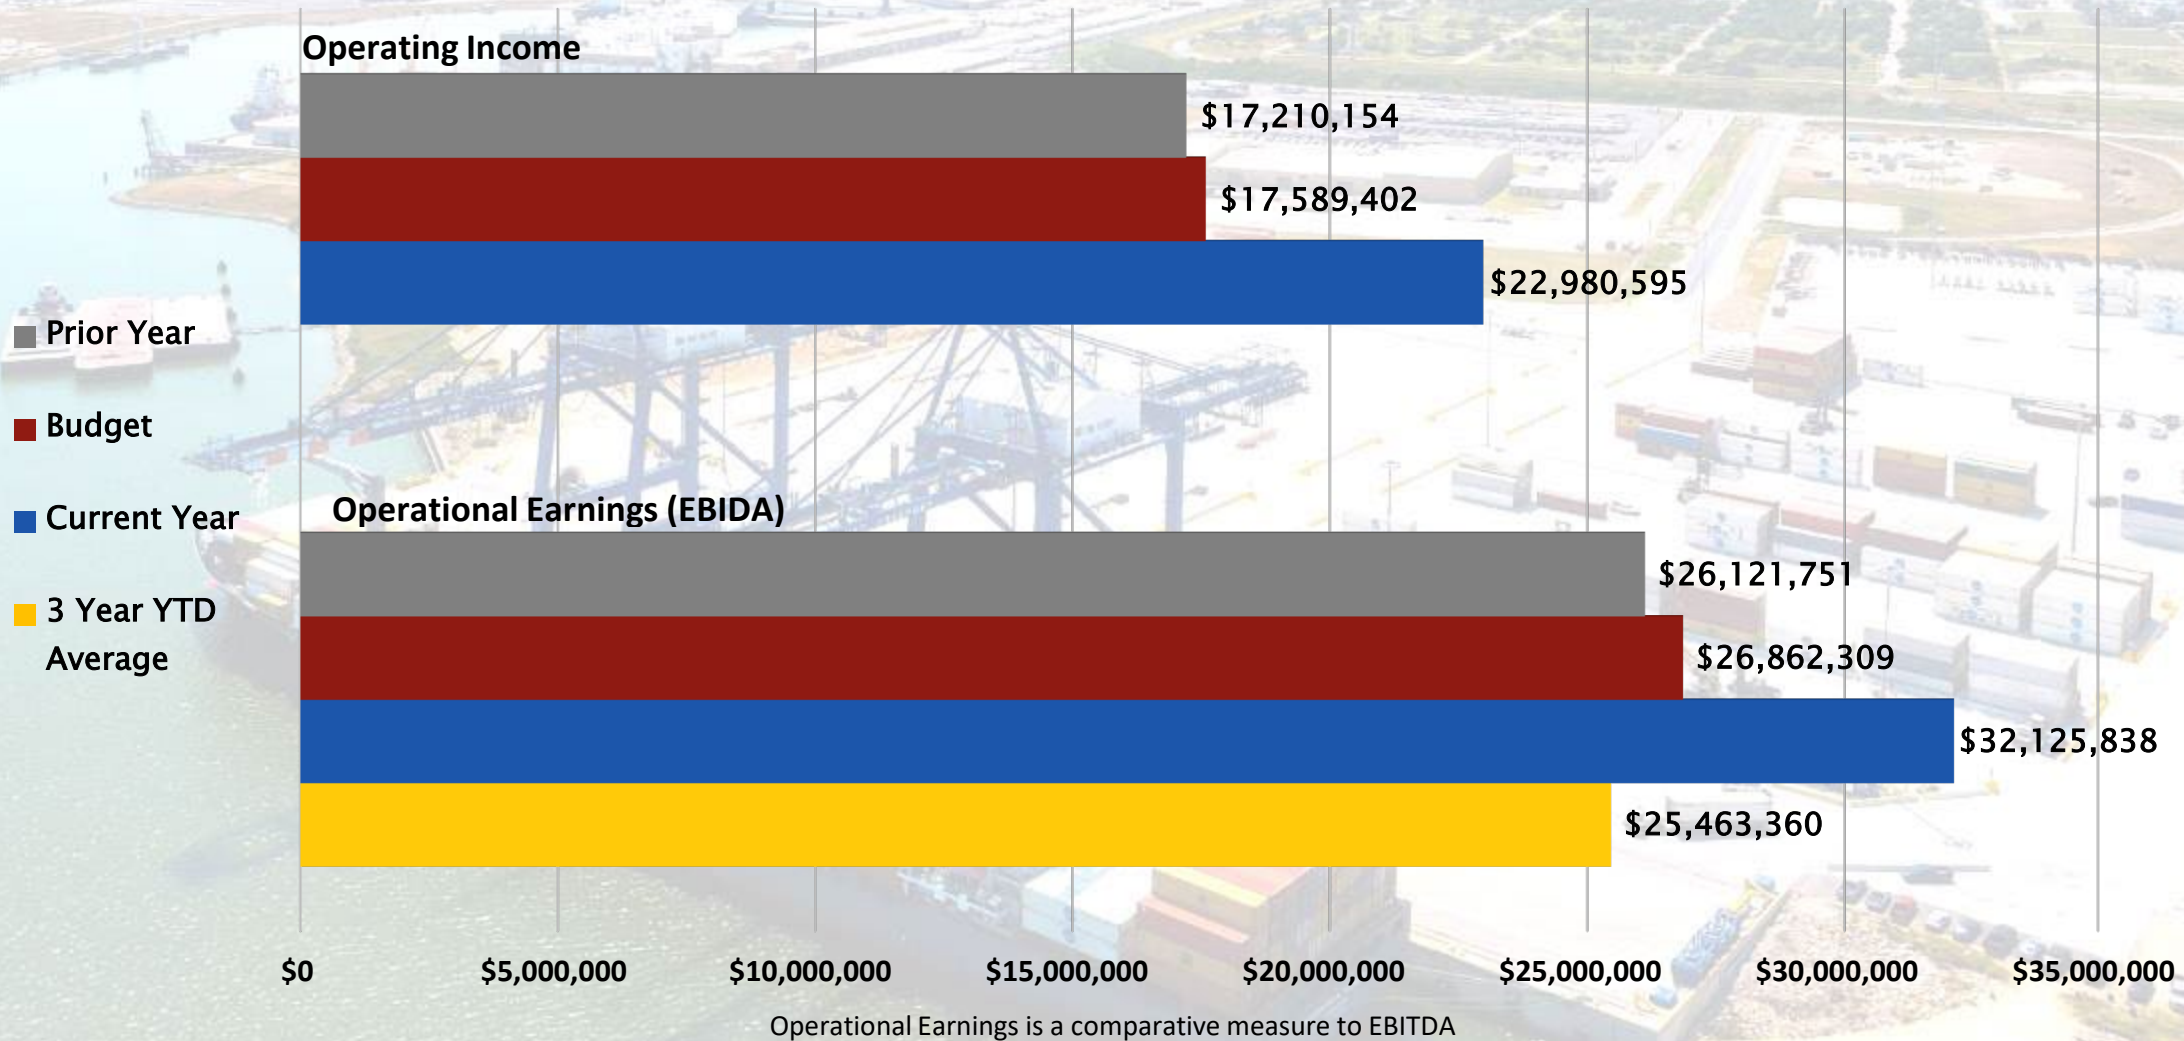 Operating Income
$17,210,154
$17,589,402
$22,980,595
Prior Year
Budget
Current Year
3 Year YTD
Average
Operational Earnings (EBIDA)
$26,121,751
$26,862,309
$32,125,838
$25,463,360
$0 $5,000,000 $10,000,000 $15,000,000 $20,000,000 $25,000,000 $30,000,000 $35,000,000
Operational Earnings is a comparative measure to EBITDA